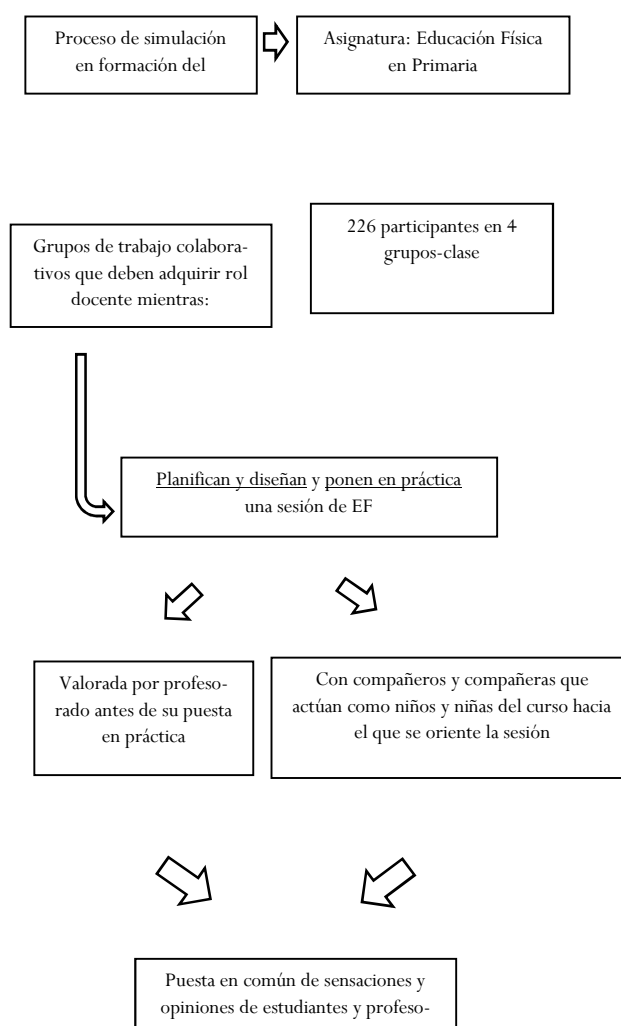 Proceso de simulación
en formación del
Asignatura: Educación Física
en Primaria
Grupos de trabajo colabora-
tivos que deben adquirir rol
docente mientras:
226 participantes en 4
grupos-clase
Planifican y diseñan y ponen en práctica
una sesión de EF
Valorada por profeso-
rado antes de su puesta
en práctica
Con compañeros y compañeras que
actúan como niños y niñas del curso hacia
el que se oriente la sesión
Puesta en común de sensaciones y
opiniones de estudiantes y profeso-